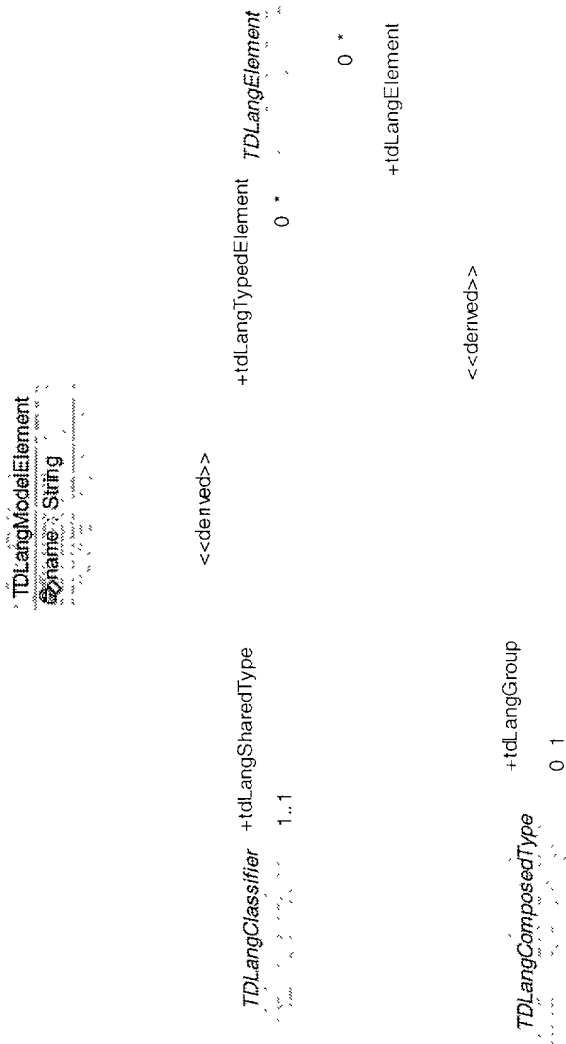 TDLangModelElement
name : String
<<derived>>
TDLangClassifier
+tdLangSharedType
1..1
+tdLangTypedElement
0 *
TDLangElement
0 *
+tdLangElement
<<derived>>
+tdLangGroup
0 1
TDLangComposedType